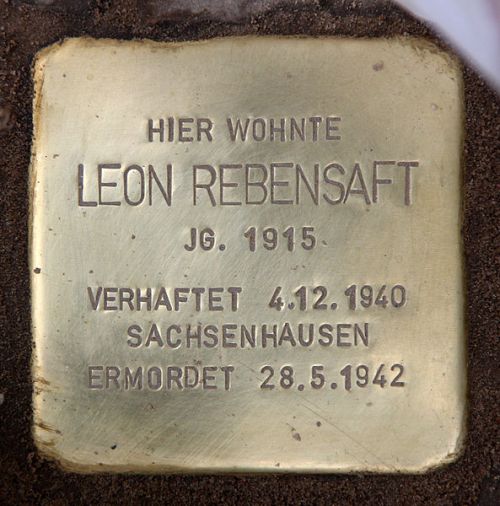 HIER WOHNTE
LEON REBENSAFT
JG. 1915
VERHAFTET 4.12.1940
SACHSENHAUSEN
ERMORDET 28.5.1942